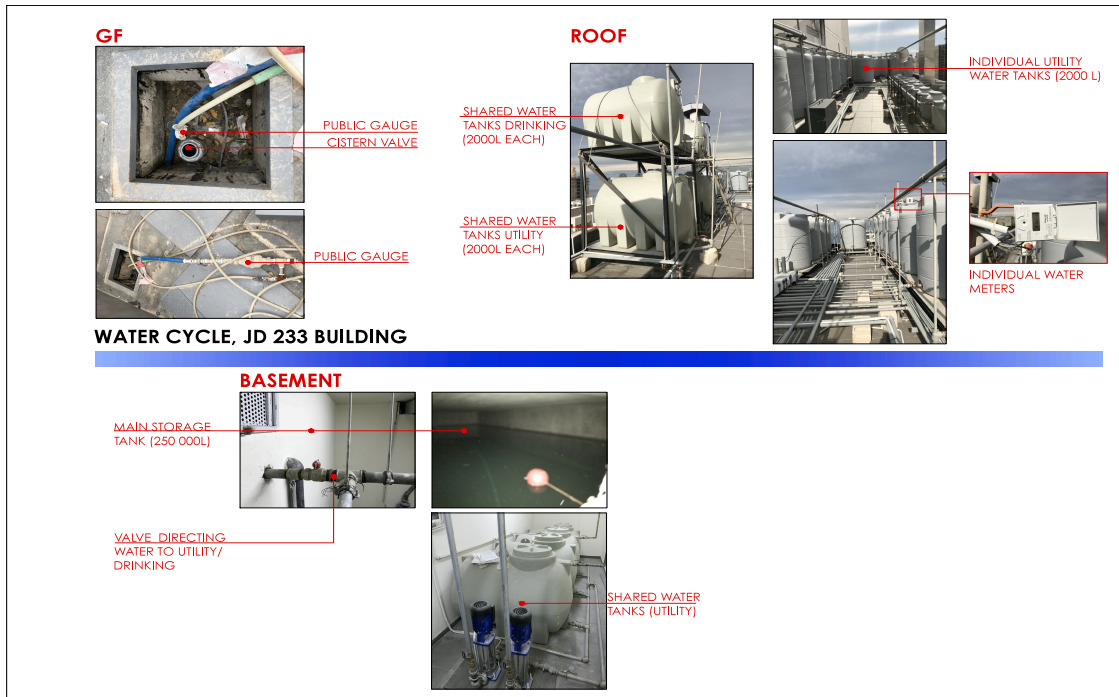 GF
PUBLIC GAUGE
CISTERN VALVE
PUBLIC GAUGE
ROOF
SHARED WATER
TANKS DRINKING
(2000L EACH)
SHARED WATER
TANKS UTILITY
(2000L EACH)
INDIVIDUAL UTILITY
WATER TANKS (2000 L)
INDIVIDUAL WATER
METERS
WATER CYCLE, JD 233 BUILDING
BASEMENT
MAIN STORAGE
TANK (250 000L)
VALVE DIRECTING
WATER TO UTILITY/
DRINKING
SHARED WATER
TANKS (UTILITY)